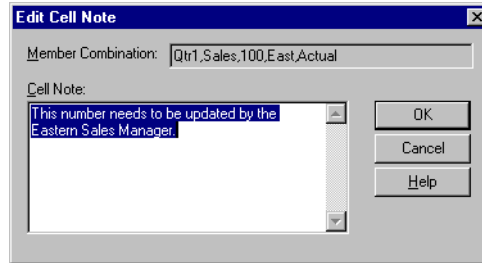 Edit Cell Note
Member Combination: Qtr1,Sales,100,East,Actual
Cell Note:
This number needs to be updated by the
Eastern Sales Manager.
OK
Cancel
Help